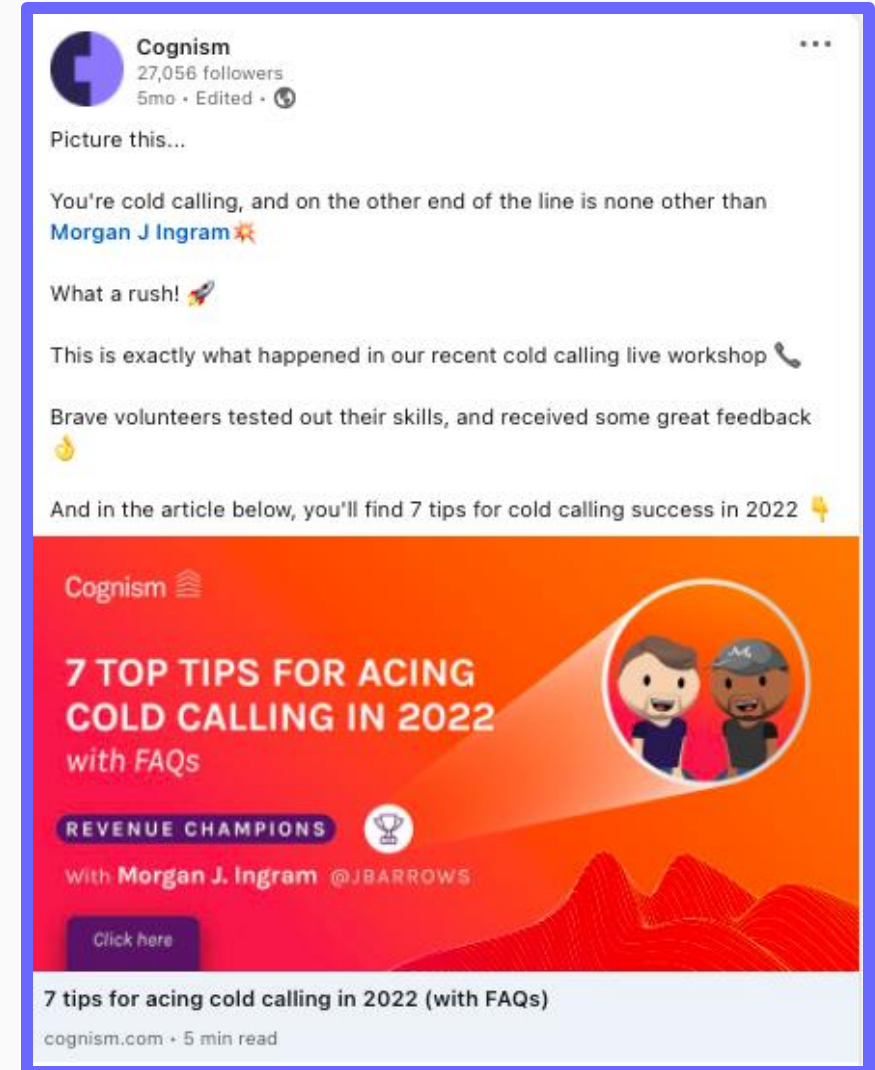 Cognism
27,056 followers
5mo • Edited •
Picture this...
You're cold calling, and on the other end of the line is none other than
Morgan J Ingram💥
What a rush! 🚀
This is exactly what happened in our recent cold calling live workshop 📞
Brave volunteers tested out their skills, and received some great feedback
👌
And in the article below, you'll find 7 tips for cold calling success in 2022 👇
Cognism
7 TOP TIPS FOR ACING
COLD CALLING IN 2022
with FAQs
REVENUE CHAMPIONS
with Morgan J. Ingram @JBARROWS
Click here
7 tips for acing cold calling in 2022 (with FAQs)
cognism.com • 5 min read